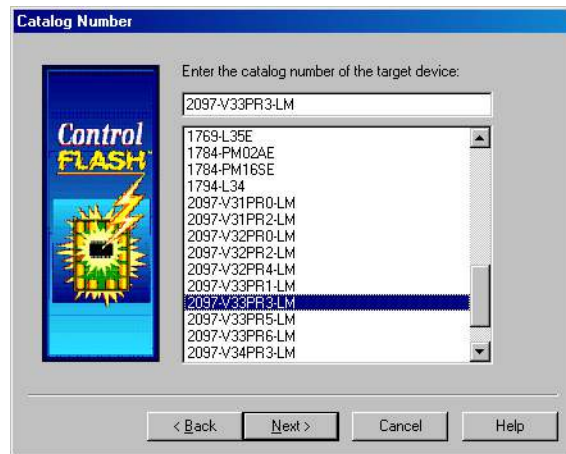 Catalog Number
Enter the catalog number of the target device:
2097-V33PR3-LM
Control
FLASH
1769-L35E
1784-PM02AE
1784-PM16SE
1794-L34
2097-V31PR0-LM
2097-V31PR2-LM
2097-V32PR0-LM
2097-V32PR2-LM
2097-V32PR4-LM
2097-V33PR1-LM
2097-V33PR3-LM
2097-V33PR5-LM
2097-V33PR6-LM
2097-V34PR3-LM
< Back Next > Cancel Help